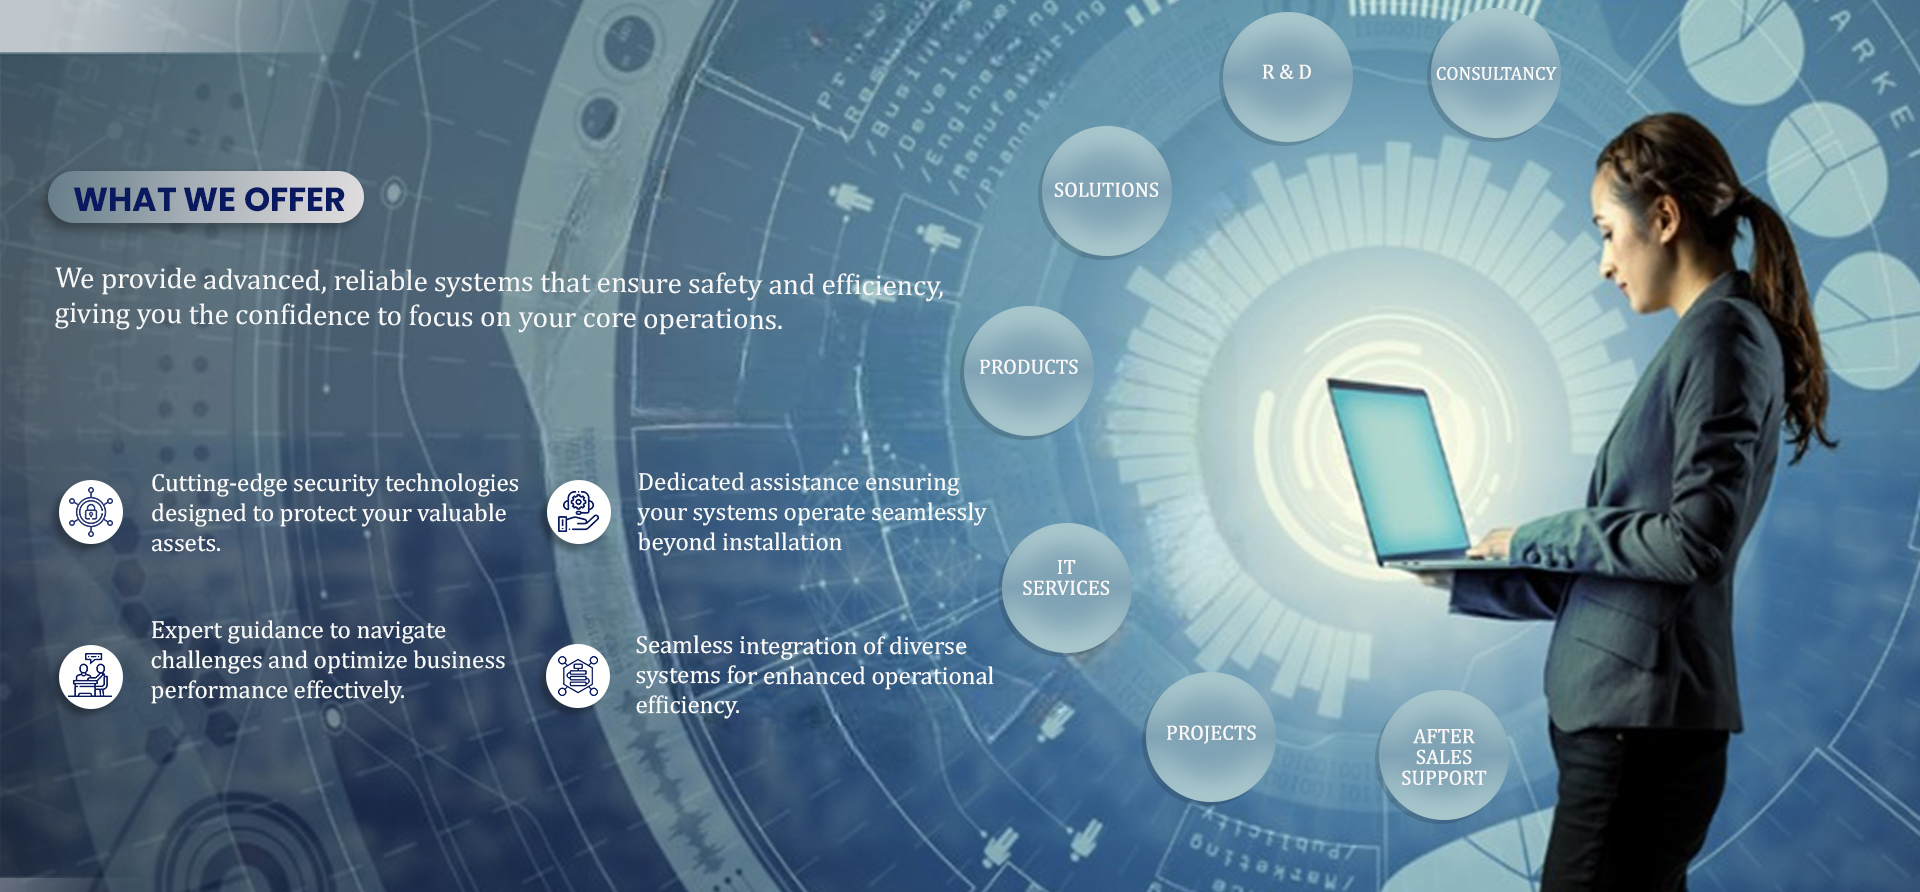 WHAT WE OFFER
We provide advanced, reliable systems that ensure safety and efficiency,
giving you the confidence to focus on your core operations.
Cutting-edge security technologies
designed to protect your valuable
assets.
Dedicated assistance ensuring
your systems operate seamlessly
beyond installation
Expert guidance to navigate
challenges and optimize business
performance effectively.
Seamless integration of diverse
systems for enhanced operational
efficiency.
R & D
CONSULTANCY
SOLUTIONS
PRODUCTS
IT
SERVICES
PROJECTS
AFTER
SALES
SUPPORT
/Publicity
/Marketing